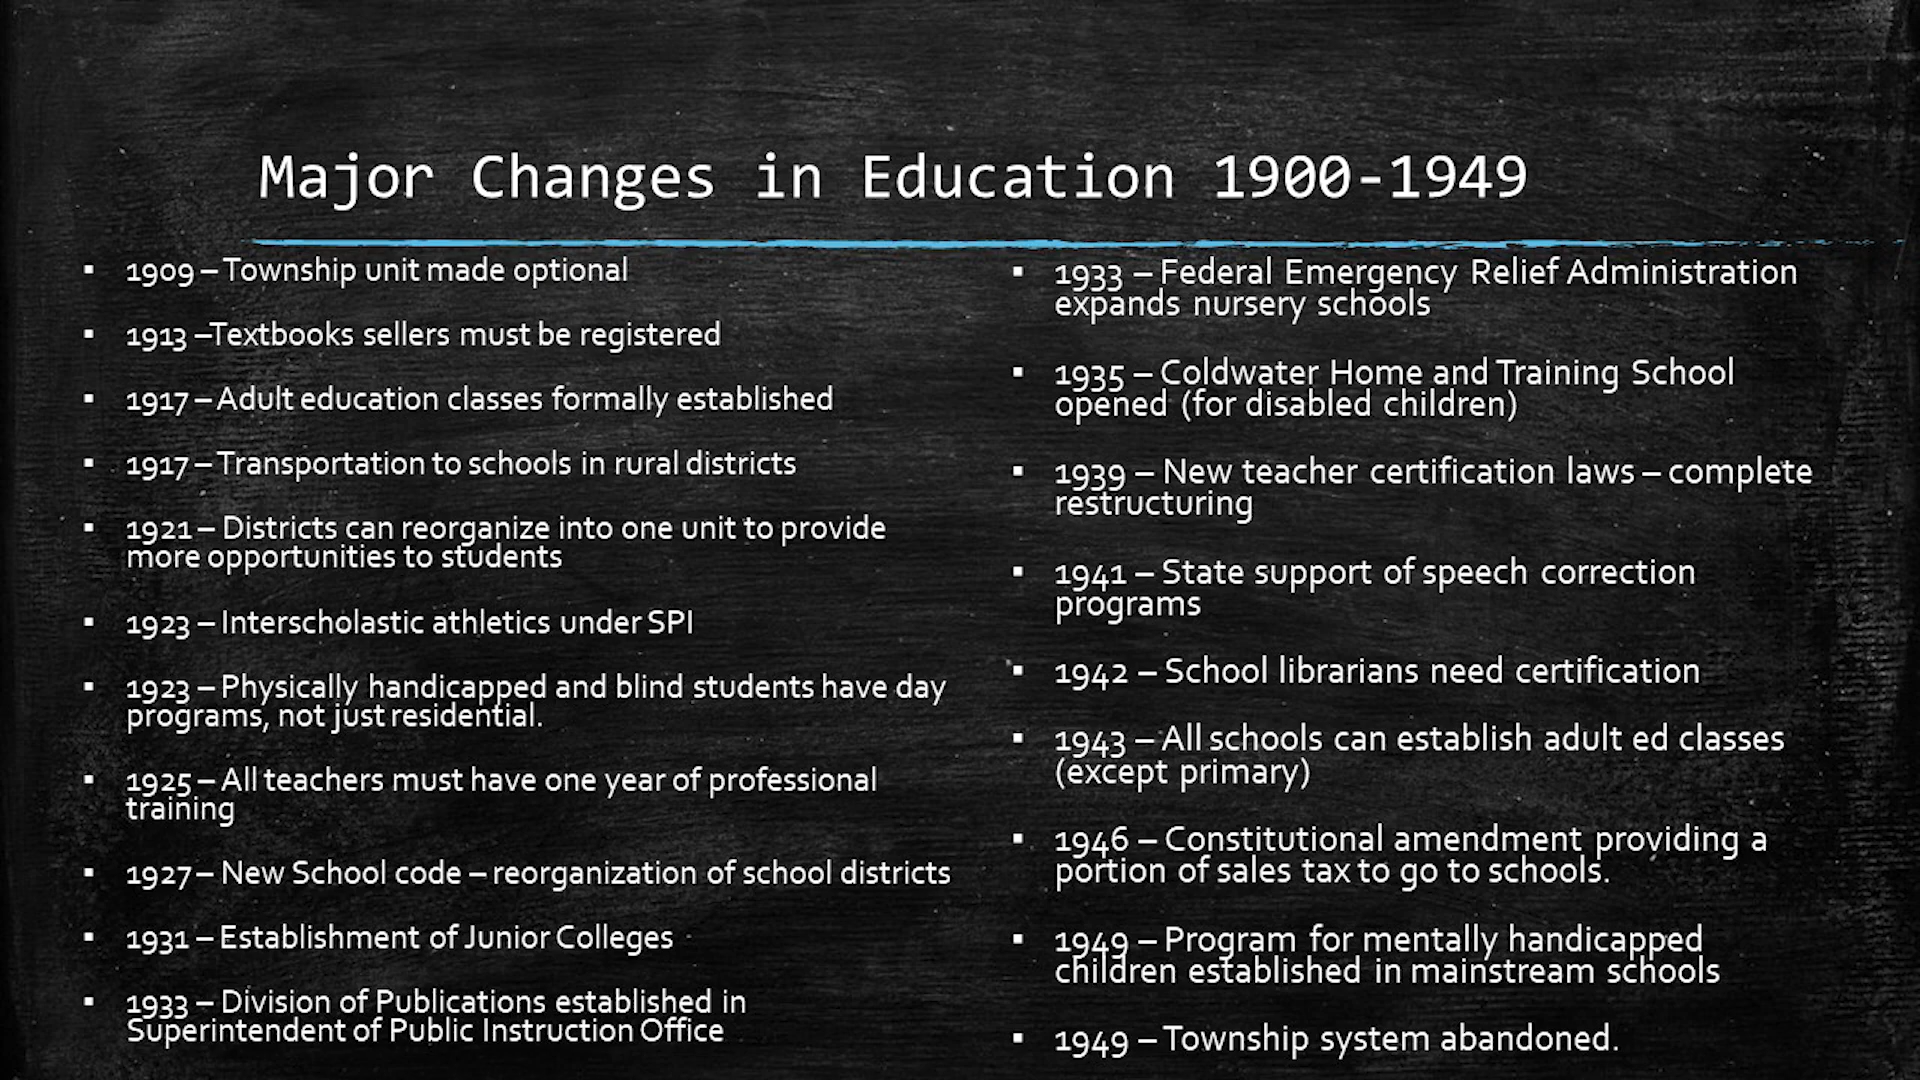 Major Changes in Education 1900-1949
▪ 1909 – Township unit made optional
▪ 1913 –Textbooks sellers must be registered
▪ 1917 – Adult education classes formally established
▪ 1917 – Transportation to schools in rural districts
▪ 1921 – Districts can reorganize into one unit to provide
more opportunities to students
▪ 1923 – Interscholastic athletics under SPI
▪ 1923 – Physically handicapped and blind students have day
programs, not just residential.
▪ 1925 – All teachers must have one year of professional
training
▪ 1927 – New School code – reorganization of school districts
▪ 1931 – Establishment of Junior Colleges
▪ 1933 – Division of Publications established in
Superintendent of Public Instruction Office
▪ 1933 – Federal Emergency Relief Administration
expands nursery schools
▪ 1935 – Coldwater Home and Training School
opened (for disabled children)
▪ 1939 – New teacher certification laws – complete
restructuring
▪ 1941 – State support of speech correction
programs
▪ 1942 – School librarians need certification
▪ 1943 – All schools can establish adult ed classes
(except primary)
▪ 1946 – Constitutional amendment providing a
portion of sales tax to go to schools.
▪ 1949 – Program for mentally handicapped
children established in mainstream schools
▪ 1949 – Township system abandoned.